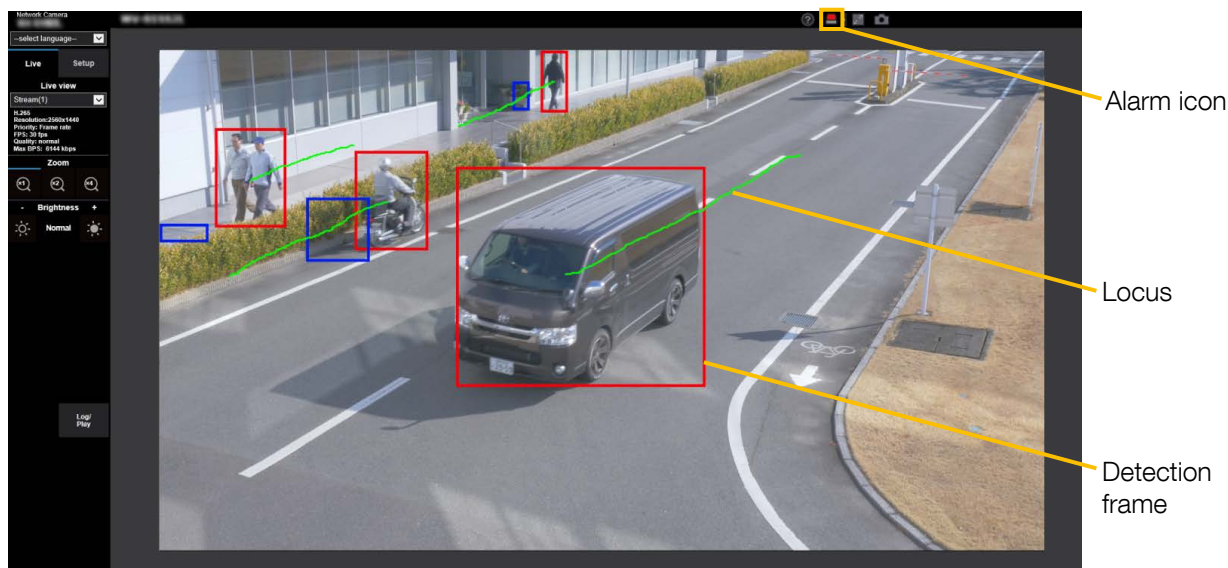 Network Camera
--select language--
Live Setup
Live view
Stream(1)
H.265
Resolution:2560x1440
Priority: Frame rate
FPS: 30 fps
Quality: normal
Max BPS: 6144 kbps
Zoom
x1 x2 x4
- Brightness +
Normal
Log/
Play
?
Alarm icon
Locus
Detection
frame